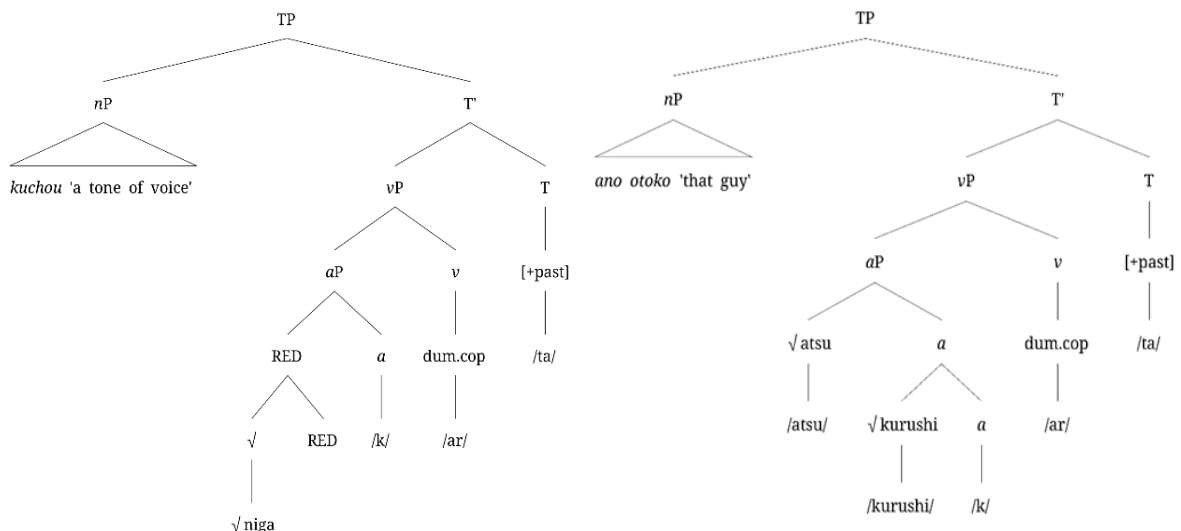 TP
nP
T'
kuchou 'a tone of voice'
vP
T
aP
v
[+past]
RED
a
dum.cop
/ta/
√
RED
/k/
/ar/
√niga
TP
nP
T'
ano otoko 'that guy'
vP
T
aP
v
[+past]
√atsu
a
dum.cop
/ta/
/atsu/
√kurushi
a
/ar/
/kurushi/
/k/